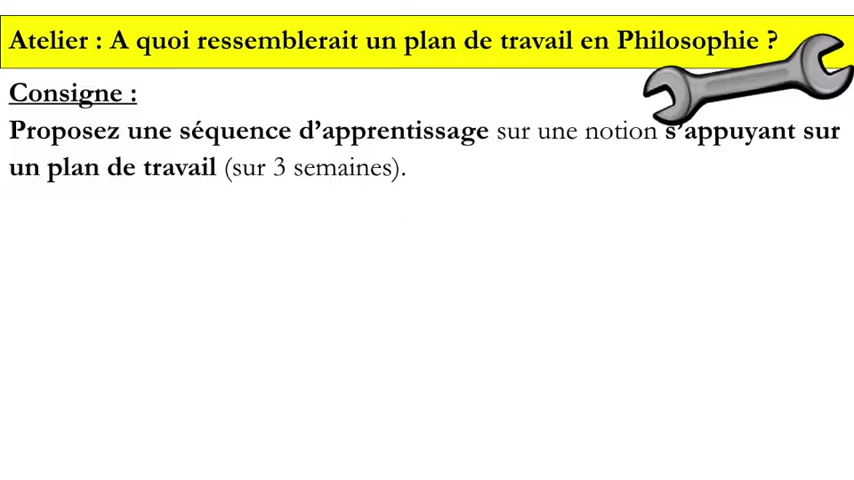 Atelier : A quoi ressemblerait un plan de travail en Philosophie ?
Consigne :
Proposez une séquence d’apprentissage sur une notion s’appuyant sur
un plan de travail (sur 3 semaines).